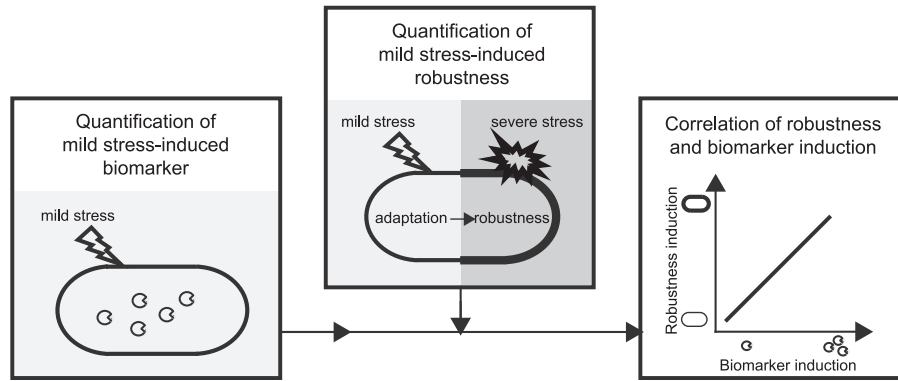 Quantification of
mild stress-induced
biomarker
mild stress
Quantification of
mild stress-induced
robustness
mild stress
severe stress
adaptation
robustness
Correlation of robustness
and biomarker induction
Robustness induction
Biomarker induction